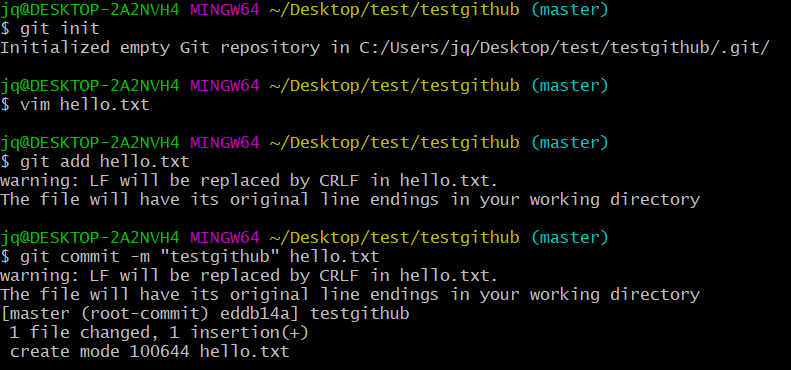 jq@DESKTOP-2A2NVH4 MINGW64 ~/Desktop/test/testgithub (master)
$ git init
Initialized empty Git repository in C:/Users/jq/Desktop/test/testgithub/.git/
jq@DESKTOP-2A2NVH4 MINGW64 ~/Desktop/test/testgithub (master)
$ vim hello.txt
jq@DESKTOP-2A2NVH4 MINGW64 ~/Desktop/test/testgithub (master)
$ git add hello.txt
warning: LF will be replaced by CRLF in hello.txt.
The file will have its original line endings in your working directory
jq@DESKTOP-2A2NVH4 MINGW64 ~/Desktop/test/testgithub (master)
$ git commit -m "testgithub" hello.txt
warning: LF will be replaced by CRLF in hello.txt.
The file will have its original line endings in your working directory
[master (root-commit) eddb14a] testgithub
 1 file changed, 1 insertion(+)
 create mode 100644 hello.txt